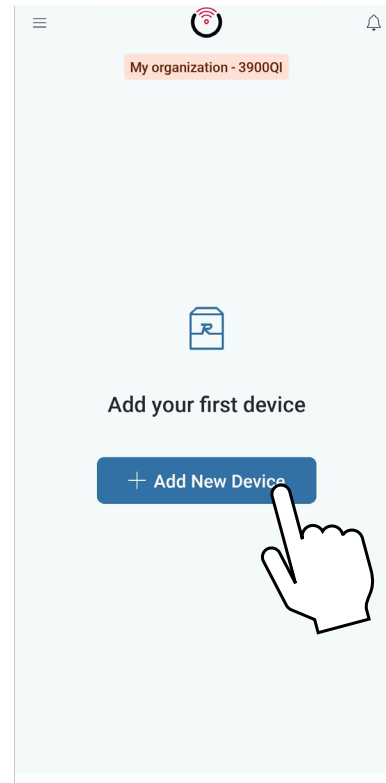 My organization - 3900QI
R
Add your first device
+ Add New Device